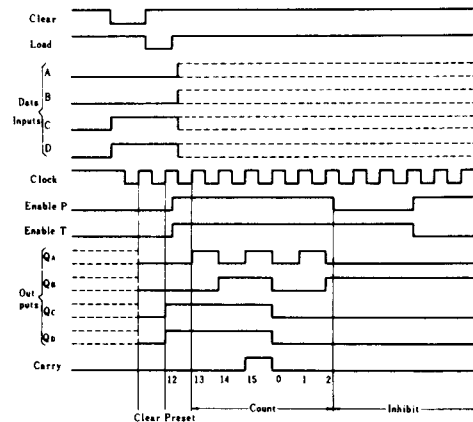 Clear
Load
A
B
Data
Inputs
C
D
Clock
Enable P
Enable T
QA
QB
Out
puts
QC
QD
Carry
12 13 14 15 0 1 2
Count Inhibit
Clear Preset